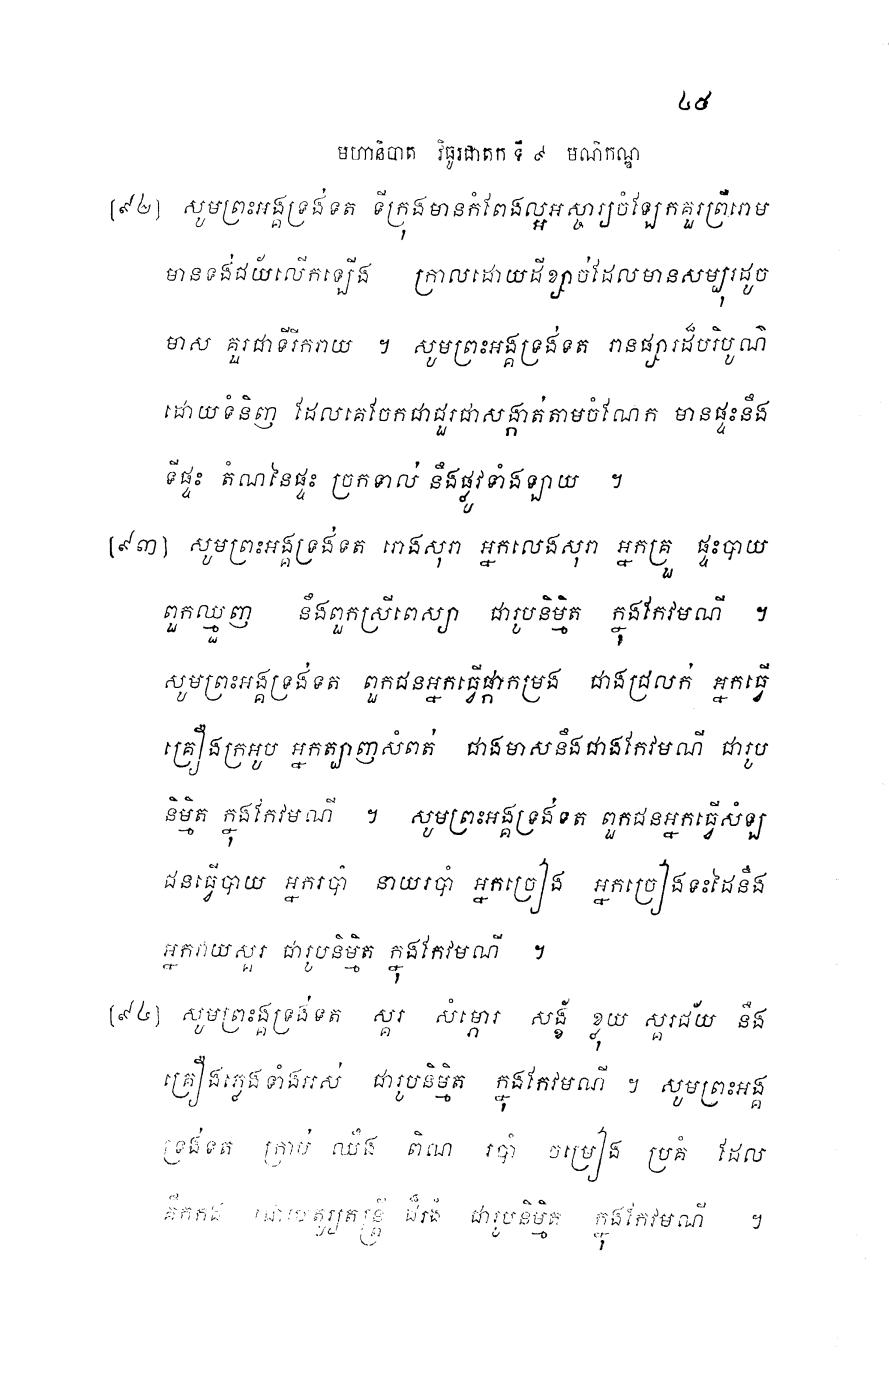 ៤៩
មហានិបាត វិធូរជាតក ទី ៩ មណិកណ្ឌ
(៩២) សូមព្រះអង្គទ្រង់ទត ទីក្រុងមានកំពែងល្អអស្ចារ្យចំឡែកគួរព្រឺរោម
មានទង់ជ័យលើកឡើង ក្រាលដោយដីខ្សាច់ដែលមានសម្បុរដូច
មាស គួរជាទីរីករាយ ។ សូមព្រះអង្គទ្រង់ទត រានផ្សារដ៏បរិបូណ៌
ដោយទំនិញ ដែលគេចែកជាជួរជាសង្កាត់តាមចំណែក មានផ្ទះនឹង
ទីផ្ទះ តំណនៃផ្ទះ ច្រកទាល់ នឹងផ្លូវទាំងឡាយ ។
(៩៣) សូមព្រះអង្គទ្រង់ទត រោងសុរា អ្នកលេងសុរា អ្នកគ្រួ ផ្ទះបាយ
ពួកឈ្មួញ នឹងពួកស្រីពេស្យា ជារូបនិម្មិត ក្នុងកែវមណី ។
សូមព្រះអង្គទ្រង់ទត ពួកជនអ្នកធ្វើផ្កាកម្រង ជាងជ្រលក់ អ្នកធ្វើ
គ្រឿងក្រអូប អ្នកត្បាញសំពត់ ជាងមាសនឹងជាងកែវមណី ជារូប
និម្មិត ក្នុងកែវមណី ។ សូមព្រះអង្គទ្រង់ទត ពួកជនអ្នកធ្វើសំឡ
ជនធ្វើបាយ អ្នករបាំ នាយរបាំ អ្នកច្រៀង អ្នកច្រៀងទះដៃនឹង
អ្នកវាយស្គរ ជារូបនិម្មិត ក្នុងកែវមណី ។
(៩៤) សូមព្រះអង្គទ្រង់ទត ស្គរ សំម្ភោរ សង្ខ័ ខ្លុយ ស្គរជ័យ នឹង
គ្រឿងភ្លេងទាំងអស់ ជារូបនិម្មិត ក្នុងកែវមណី ។ សូមព្រះអង្គ
ទ្រង់ទត ក្រាប់ ឈឹង ពិណ របាំ ចម្រៀង ប្រគំ ដែល
គឹកកង ដោយតូរ្យតន្ត្រី ដ៏រងំ ជារូបនិម្មិត ក្នុងកែវមណី ។